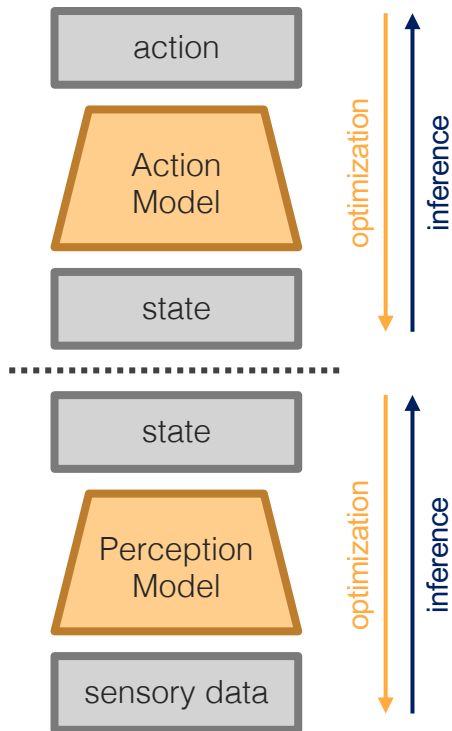 action
Action
Model
state
optimization
inference
state
Perception
Model
sensory data
optimization
inference